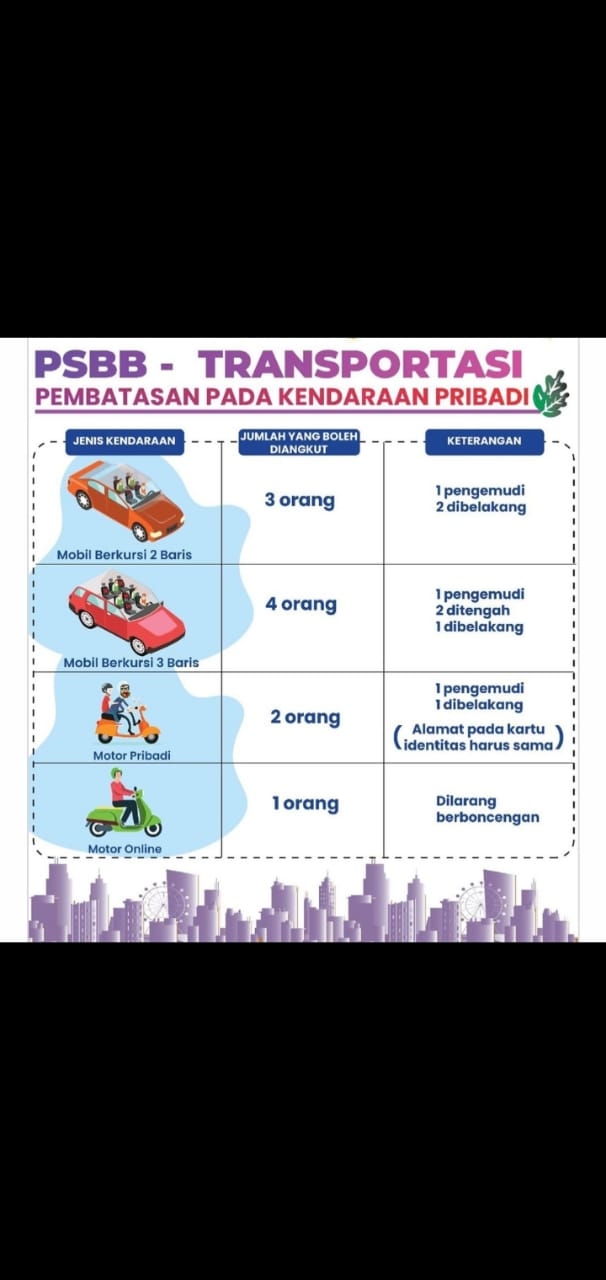 PSBB - TRANSPORTASI
PEMBATASAN PADA KENDARAAN PRIBADI
JENIS KENDARAAN
JUMLAH YANG BOLEH
DIANGKUT
KETERANGAN
Mobil Berkursi 2 Baris
3 orang
1 pengemudi
2 dibelakang
Mobil Berkursi 3 Baris
4 orang
1 pengemudi
2 ditengah
1 dibelakang
Motor Pribadi
2 orang
1 pengemudi
1 dibelakang
( Alamat pada kartu
identitas harus sama )
Motor Online
1 orang
Dilarang
berboncengan